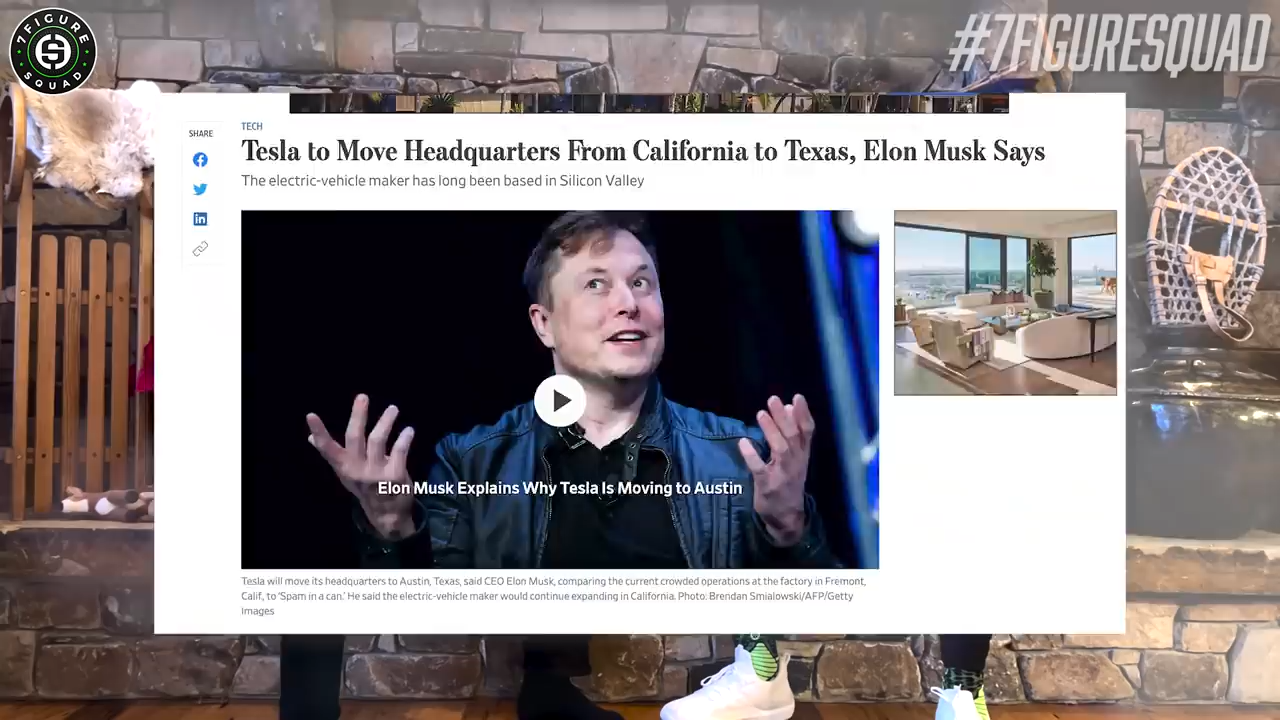 7FIGURE
SQUAD
#7FIGURESQUAD
SHARE
TECH
Tesla to Move Headquarters From California to Texas, Elon Musk Says
The electric-vehicle maker has long been based in Silicon Valley
Elon Musk Explains Why Tesla Is Moving to Austin
Tesla will move its headquarters to Austin, Texas, said CEO Elon Musk, comparing the current crowded operations at the factory in Fremont,
Calif., to ‘Spam in a can.’ He said the electric-vehicle maker would continue expanding in California. Photo: Brendan Smialowski/AFP/Getty
Images